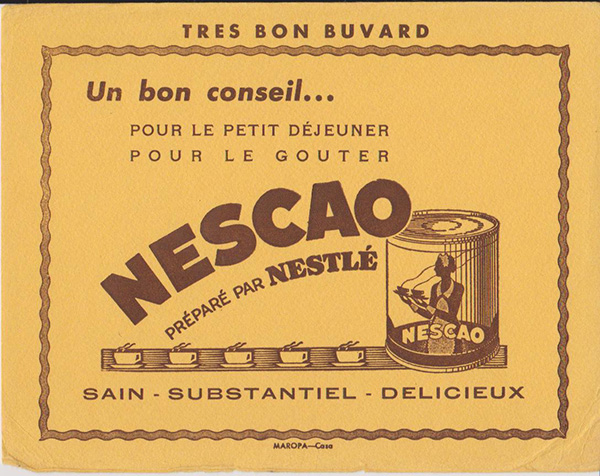 TRES BON BUVARD
Un bon conseil...
POUR LE PETIT DÉJEUNER
POUR LE GOUTER
NESCAO
PRÉPARÉ PAR NESTLÉ
NESCAO
SAIN - SUBSTANTIEL - DELICIEUX
MAROPA—Casa